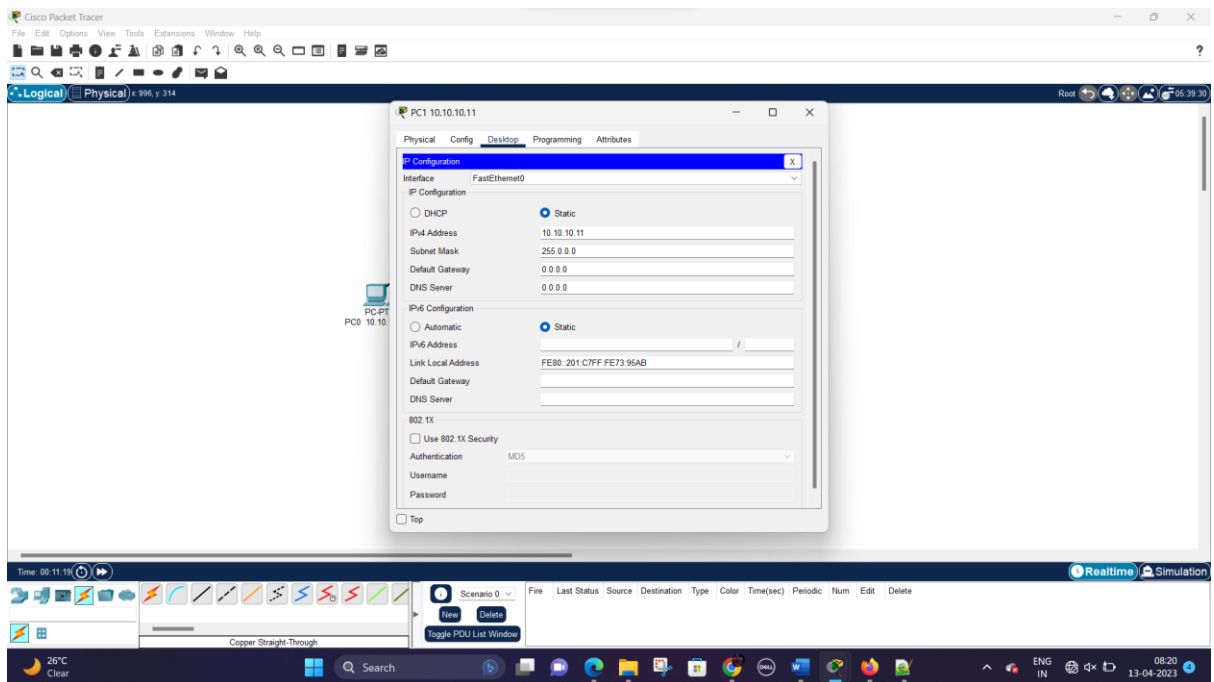 Cisco Packet Tracer
File Edit Options View Tools Extensions Window Help
?
Logical Physical x: 996, y: 314 Root 05:39:30
PC1 10.10.10.11
Physical Config Desktop Programming Attributes
IP Configuration X
Interface FastEthernet0
IP Configuration
DHCP Static
IPv4 Address 10.10.10.11
Subnet Mask 255.0.0.0
Default Gateway 0.0.0.0
DNS Server 0.0.0.0
PC-PT
PC0 10.10.
IPv6 Configuration
Automatic Static
IPv6 Address /
Link Local Address FE80::201:C7FF:FE73:95AB
Default Gateway
DNS Server
802.1X
Use 802.1X Security
Authentication MD5
Username
Password
Top
Time: 00:11:19 Realtime Simulation
Scenario 0 Fire Last Status Source Destination Type Color Time(sec) Periodic Num Edit Delete
New Delete
Toggle PDU List Window
Copper Straight-Through
26°C
Clear
Search
DELL
ENG
IN
08:20
13-04-2023
4